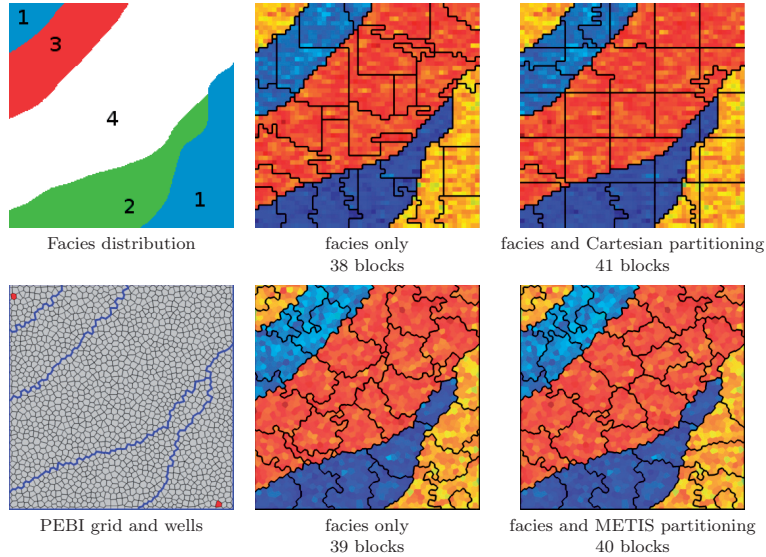 1
3
4
2
1
Facies distribution
facies only
38 blocks
facies and Cartesian partitioning
41 blocks
PEBI grid and wells
facies only
39 blocks
facies and METIS partitioning
40 blocks